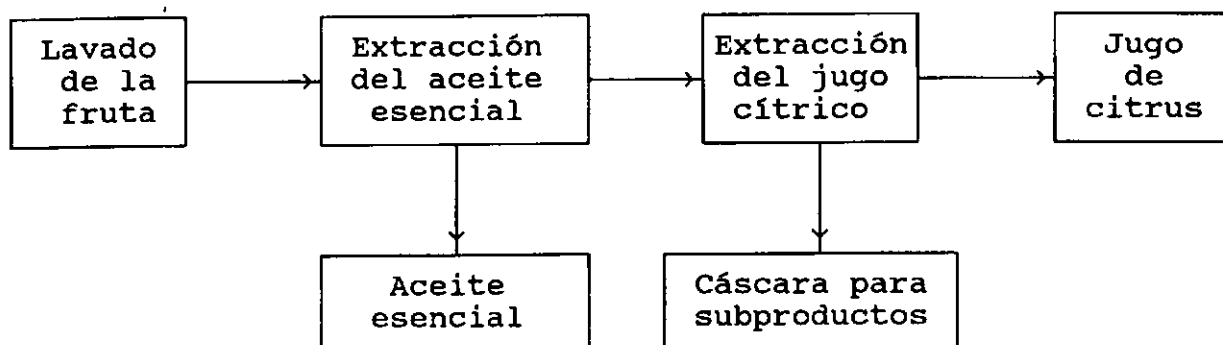 Lavado
de la
fruta
Extracción
del aceite
esencial
Extracción
del jugo
cítrico
Jugo
de
citrus
Aceite
esencial
Cáscara para
subproductos